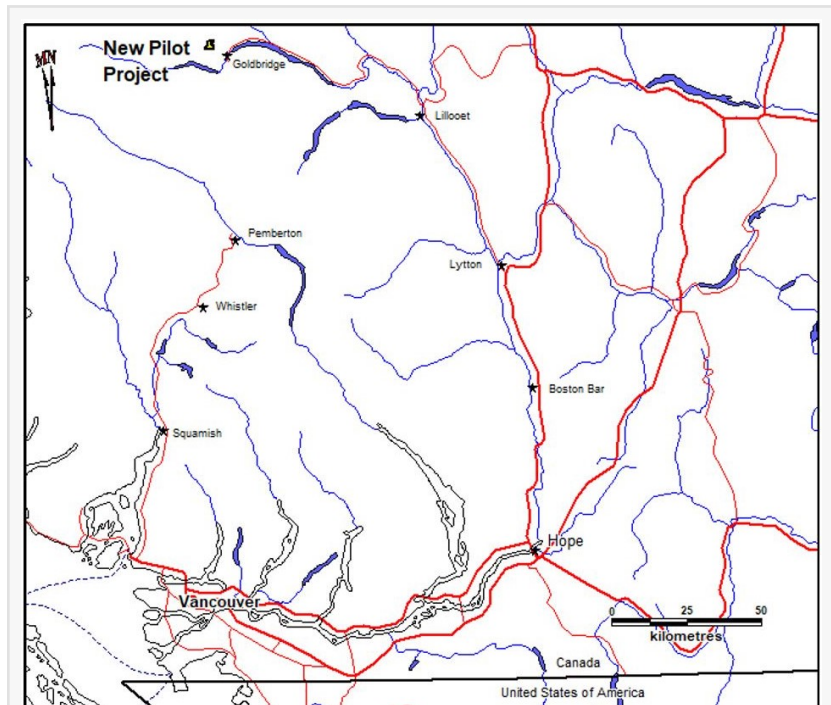 New Pilot
Project
Goldbridge
MN
Lillooet
Pemberton
Lytton
Whistler
Boston Bar
Squamish
Hope
Vancouver
0 25 50
kilometres
Canada
United States of America